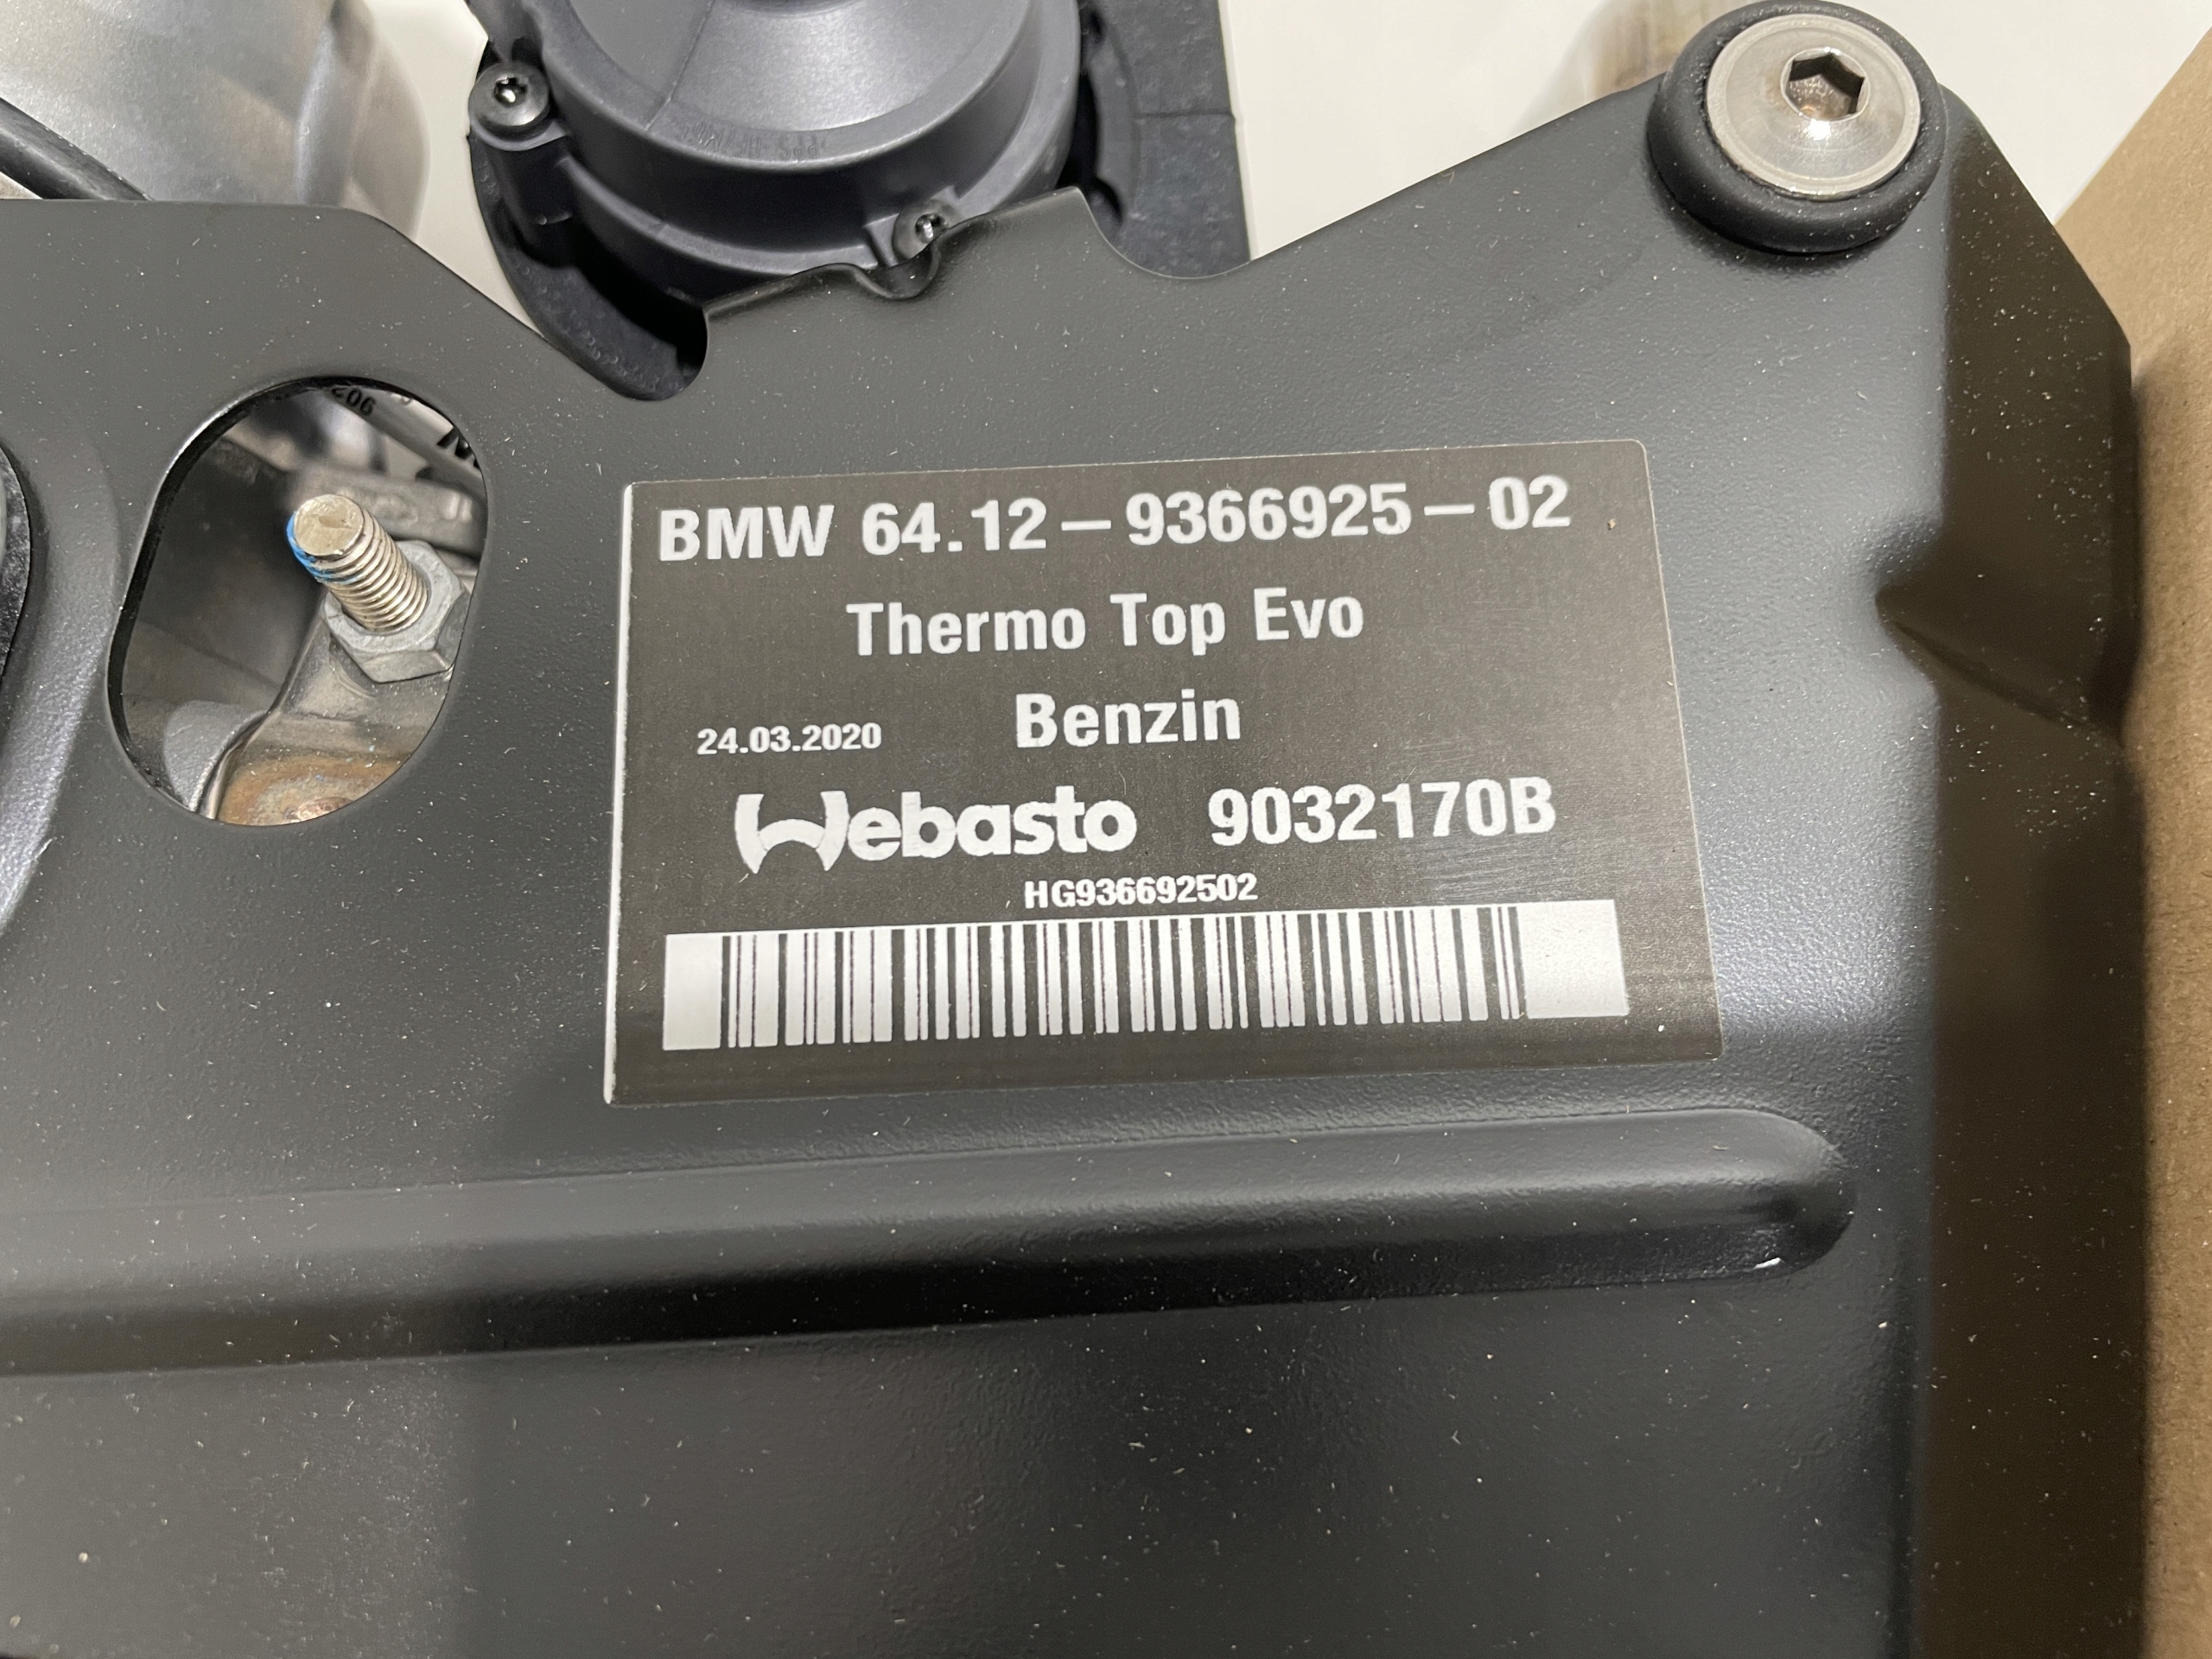 BMW 64.12-9366925-02
Thermo Top Evo
24.03.2020 Benzin
Webasto 9032170B
HG936692502